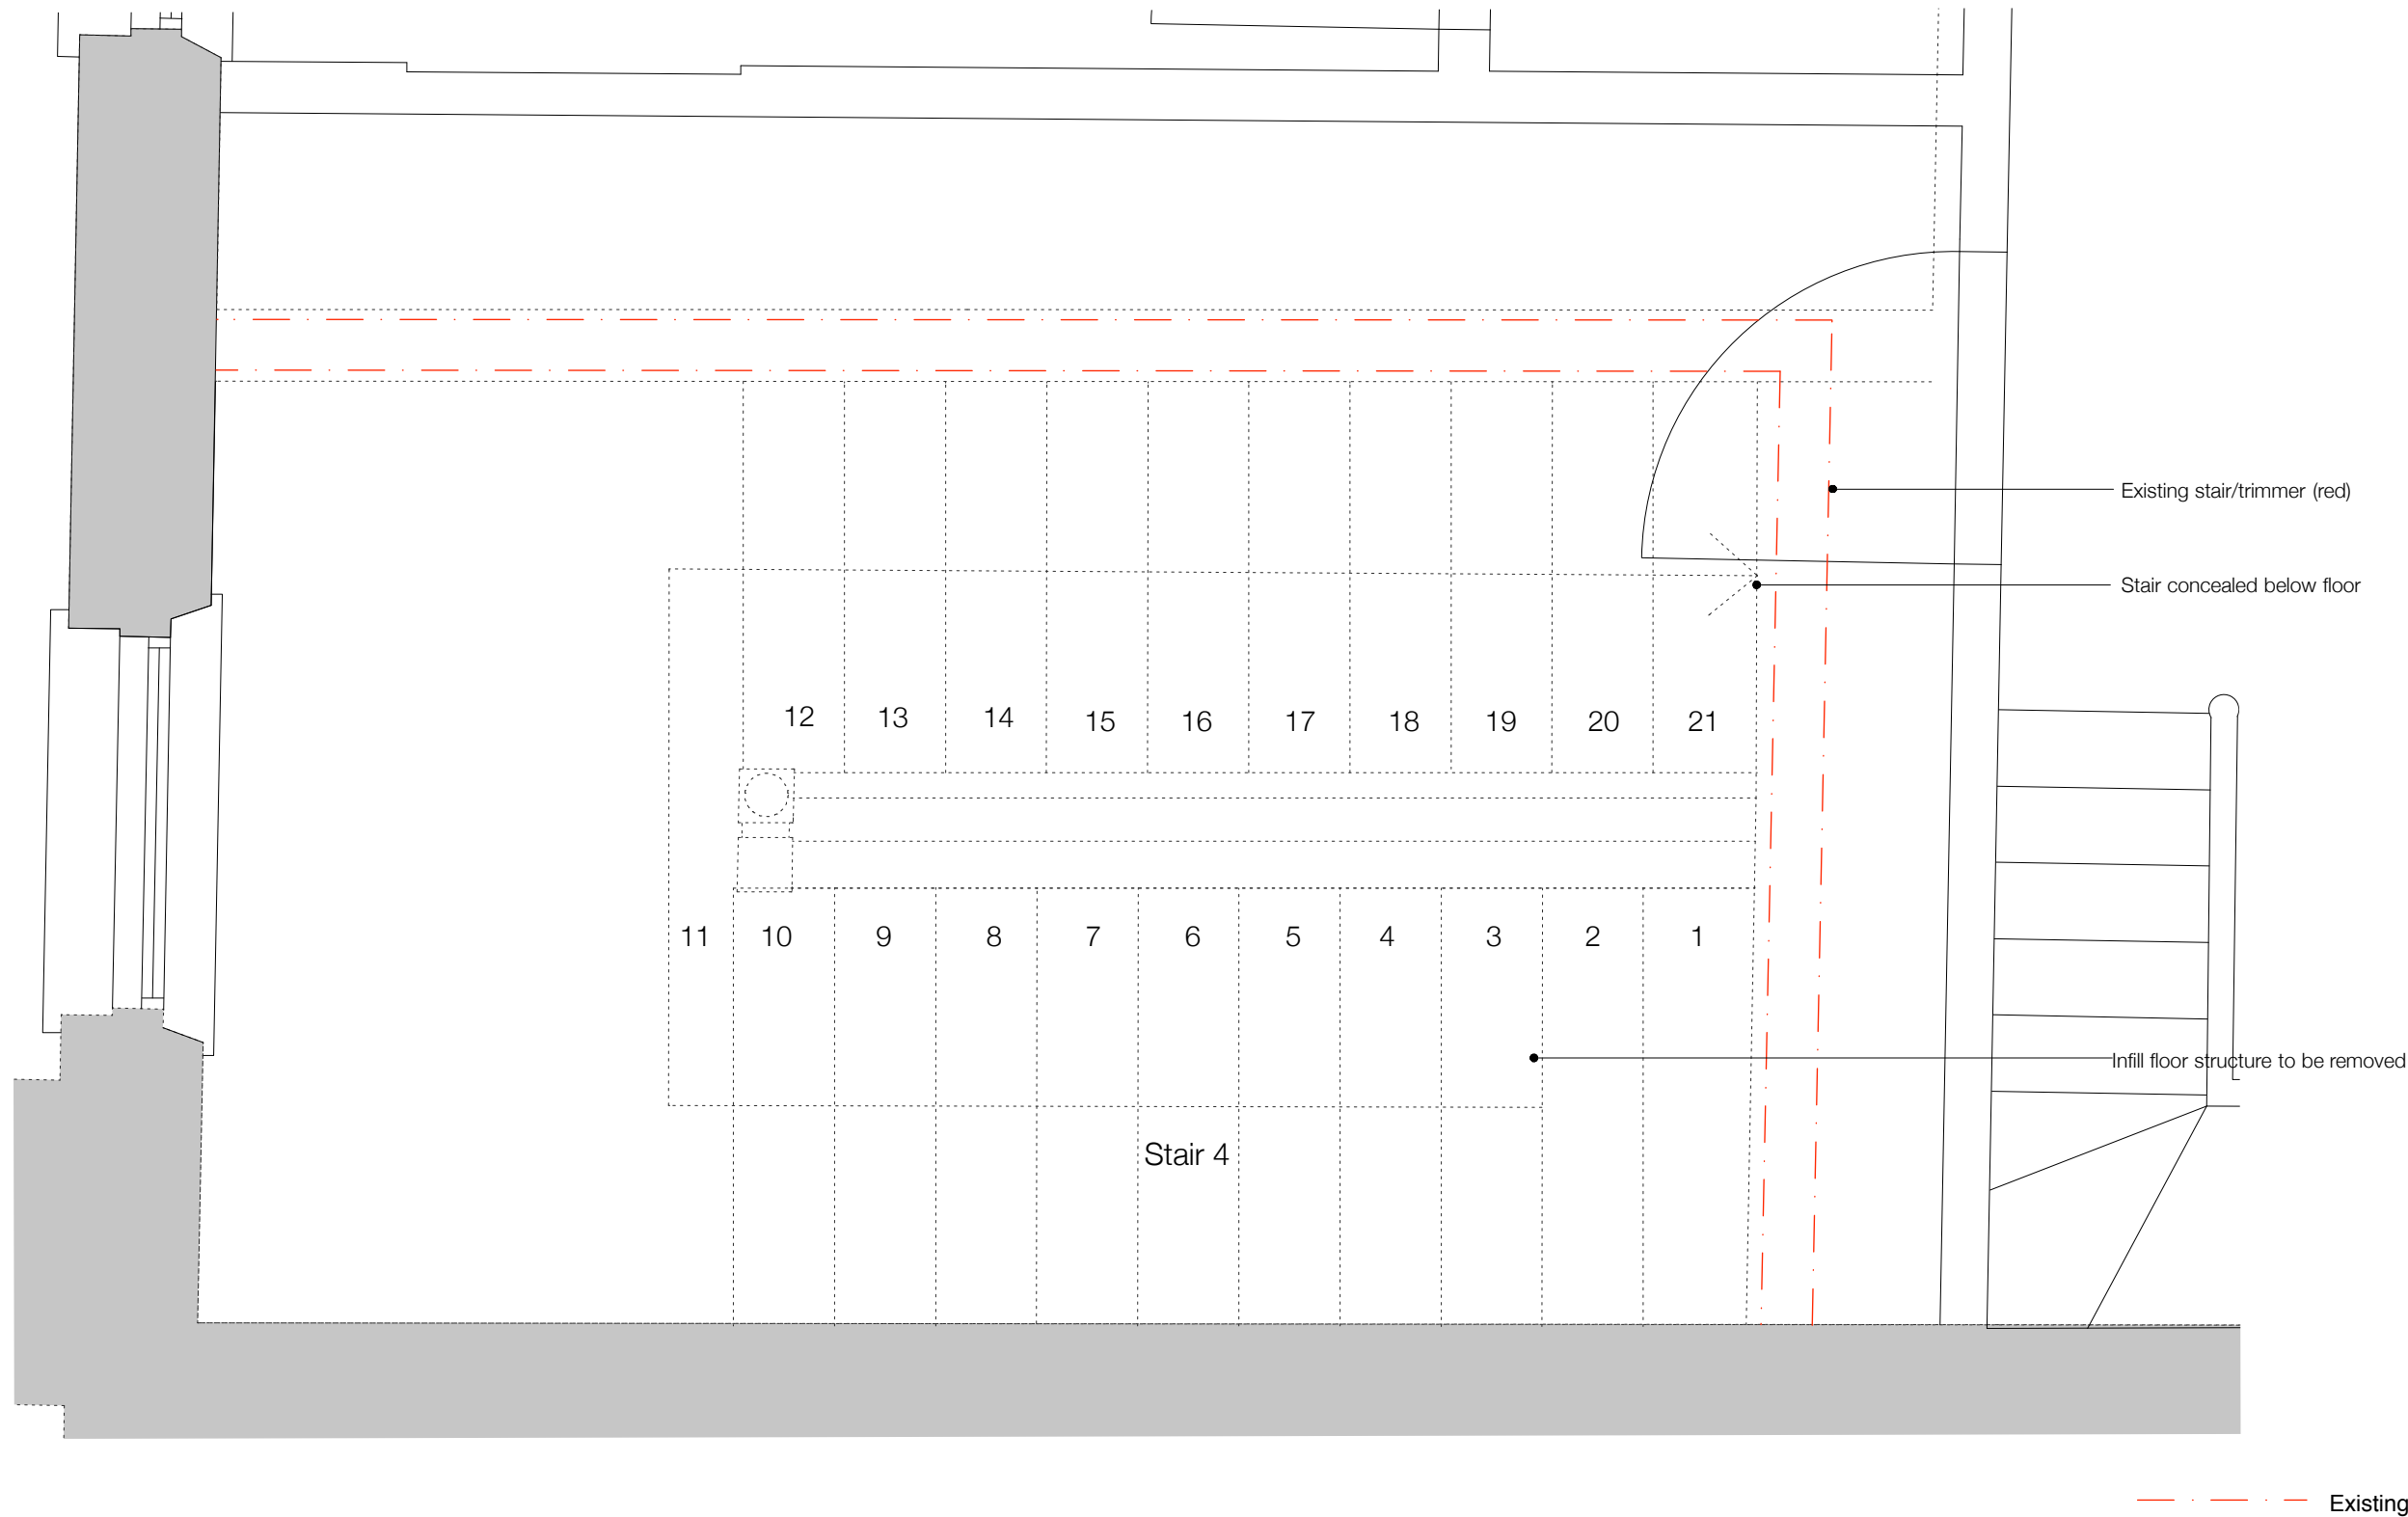 Existing stair/trimmer (red)
Stair concealed below floor
12 13 14 15 16 17 18 19 20 21
11 10 9 8 7 6 5 4 3 2 1
Infill floor structure to be removed
Stair 4
Existing